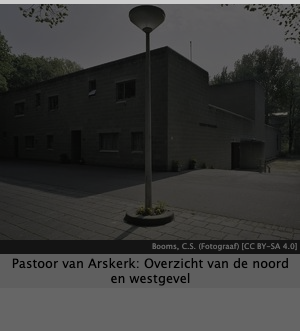 Booms, C.S. (Fotograaf) [CC BY-SA 4.0]
Pastoor van Arskerk: Overzicht van de noord
en westgevel